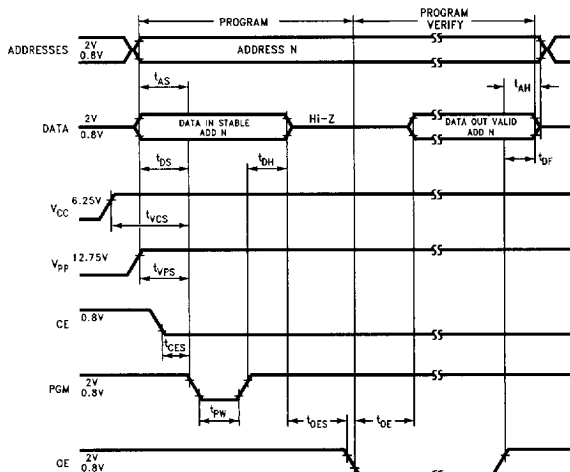 PROGRAM
PROGRAM
VERIFY
ADDRESSES 2V
0.8V
ADDRESS N
tAS
tAH
DATA 2V
0.8V
DATA IN STABLE
ADD N
Hi-Z
DATA OUT VALID
ADD N
tDS
tDH
tDF
VCC 6.25V
tVCS
VPP 12.75V
tVPS
CE 0.8V
tCES
PGM 2V
0.8V
tPW
tOES
tOE
OE 2V
0.8V